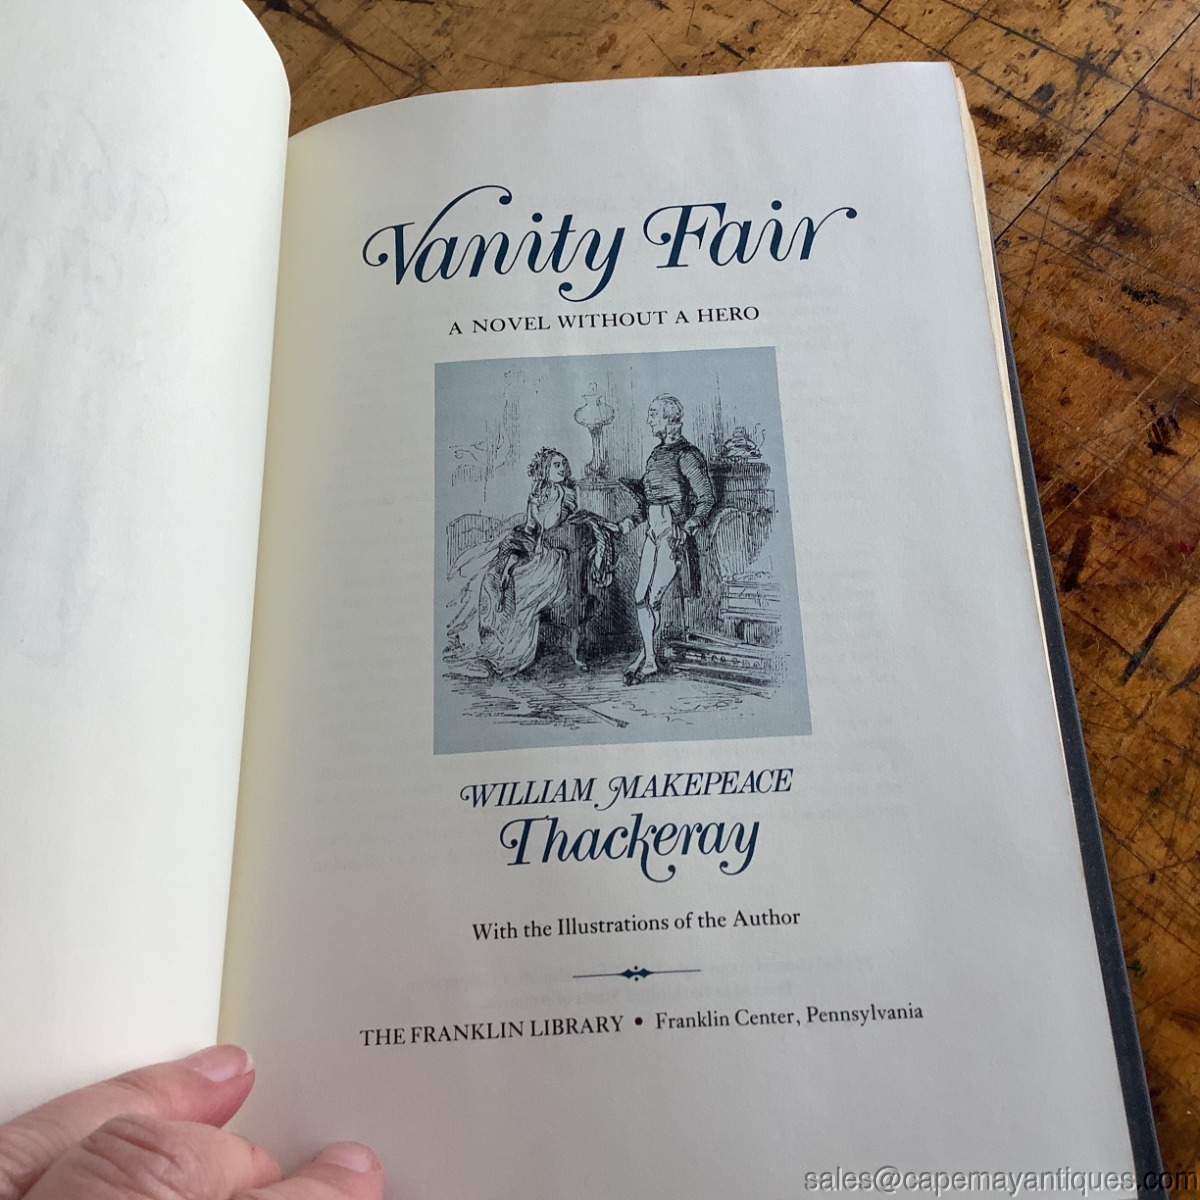 Vanity Fair
A NOVEL WITHOUT A HERO
WILLIAM MAKEPEACE
Thackeray
With the Illustrations of the Author
THE FRANKLIN LIBRARY • Franklin Center, Pennsylvania
sales@capemayantiques.com